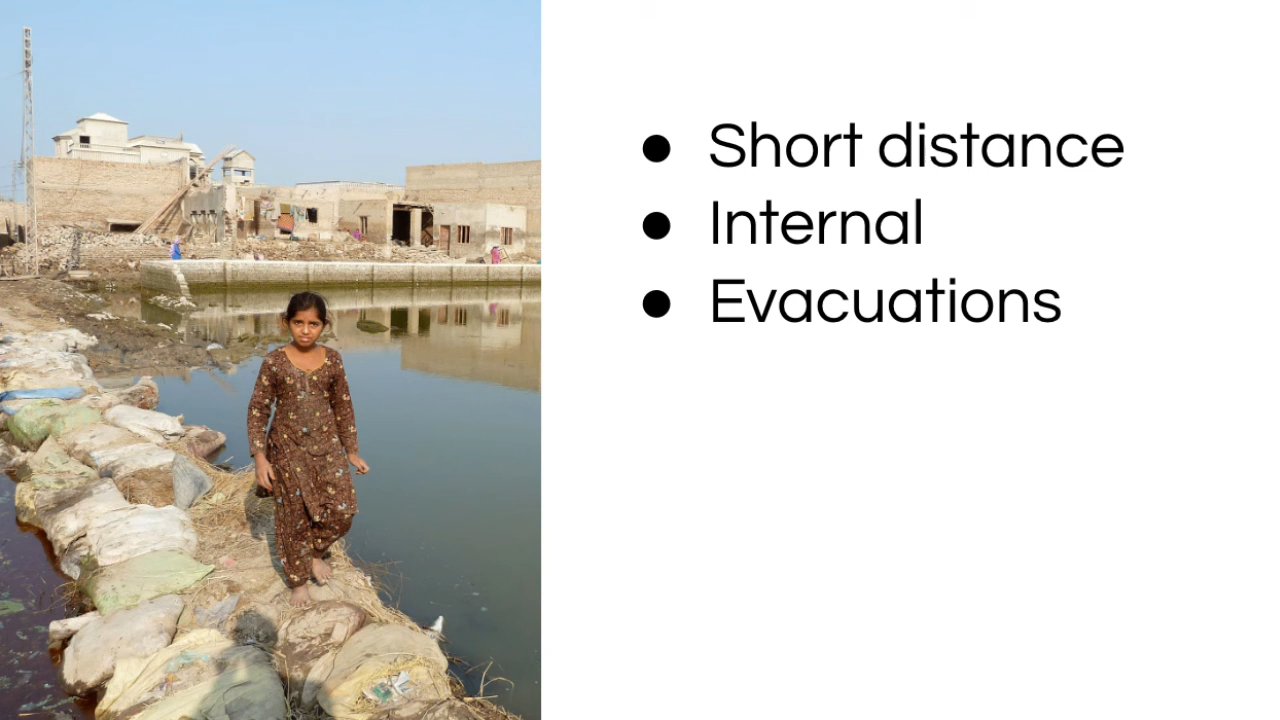 ● Short distance
● Internal
● Evacuations